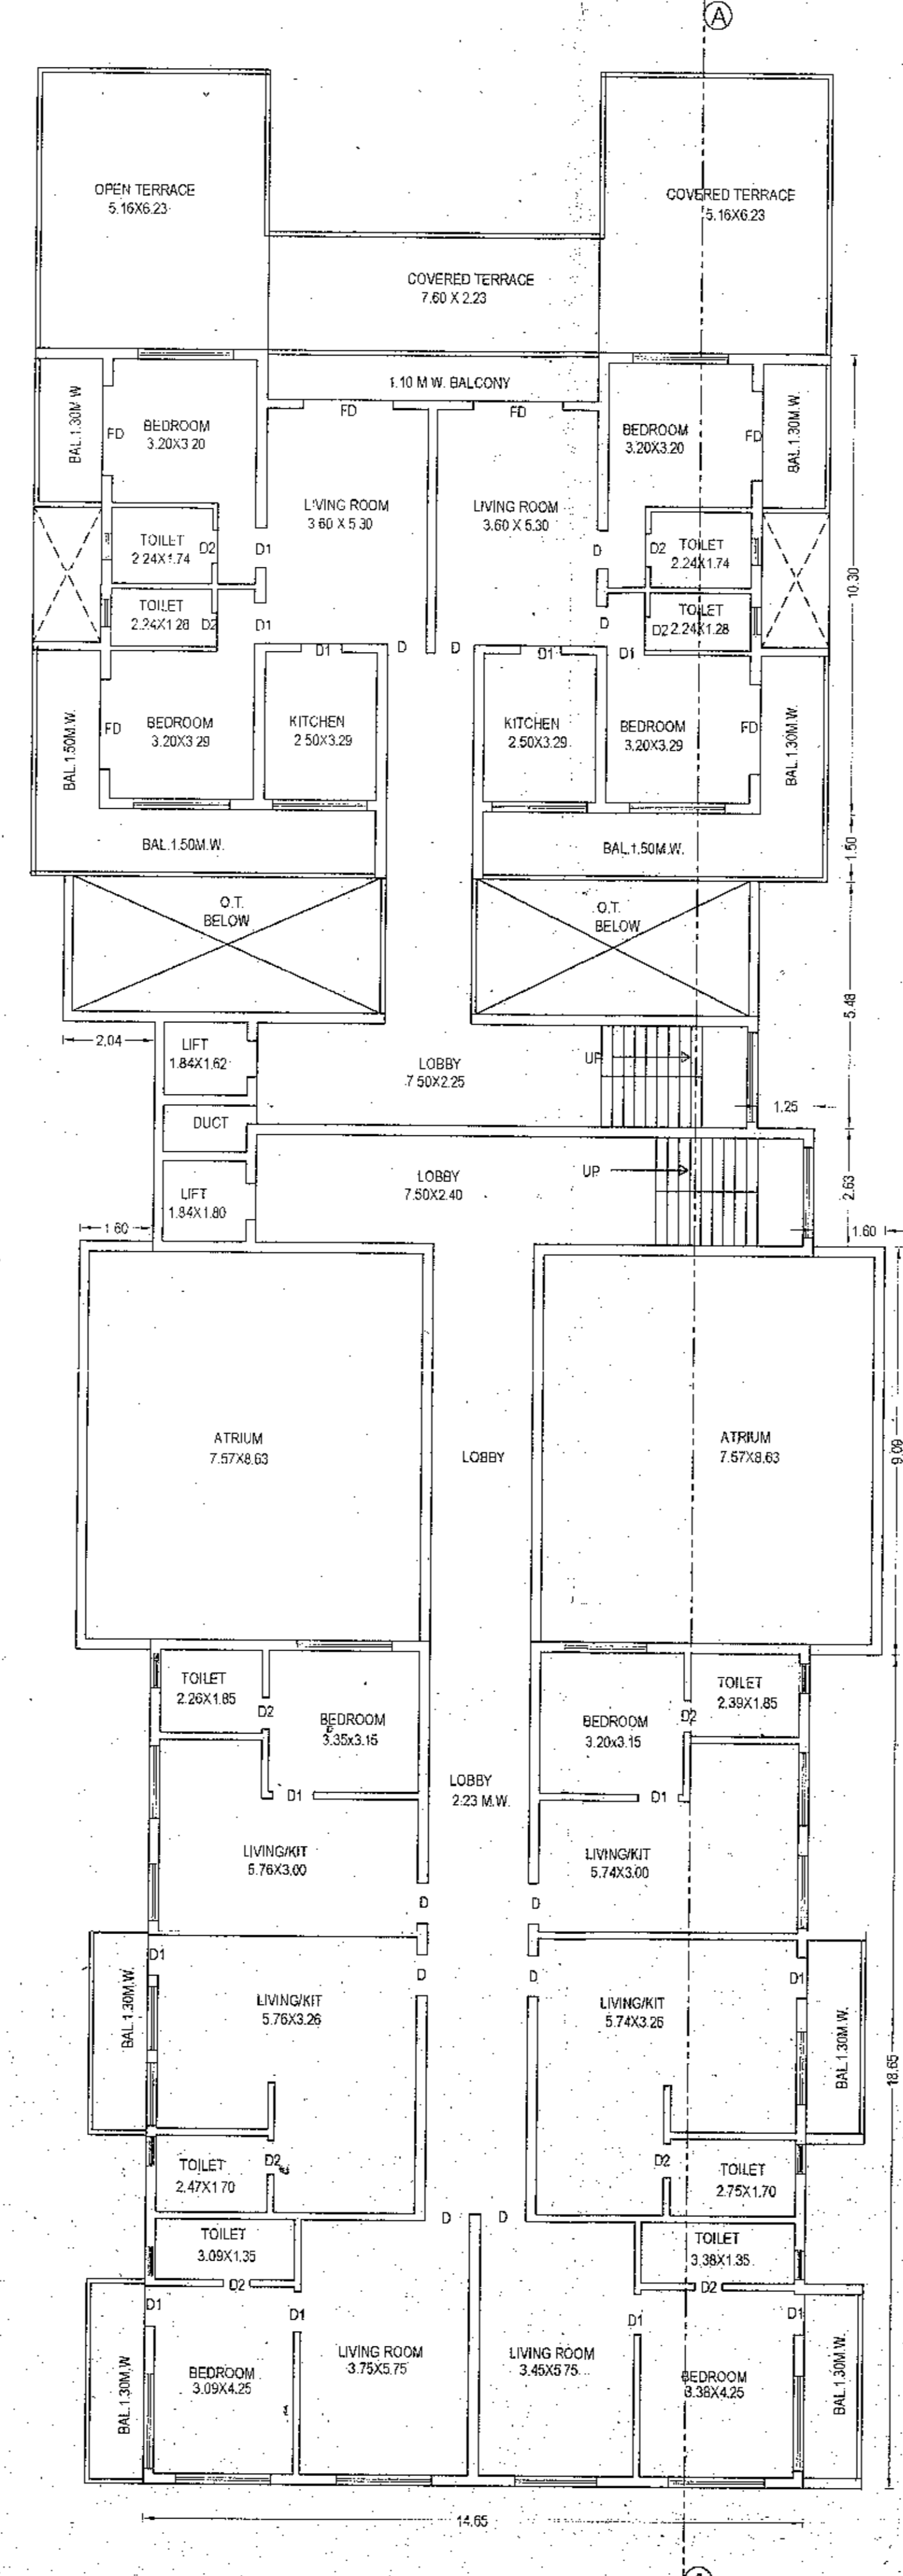 A
OPEN TERRACE
5.16X6.23
COVERED TERRACE
5.16X6.23
COVERED TERRACE
7.60 X 2.23
1.10 M W. BALCONY
BAL.1.30M W
FD
BEDROOM
3.20X3.20
FD
FD
BEDROOM
3.20X3.20
FD
BAL.1.30M.W.
LIVING ROOM
3.60 X 5.30
LIVING ROOM
3.60 X 5.30
TOILET
2.24X1.74
D2
D1
D
D2
TOILET
2.24X1.74
10.30
TOILET
2.24X1.28
D2
D1
D
D2
TOILET
2.24X1.28
D1
D
D
D1
D1
BAL.1.50M.W.
FD
BEDROOM
3.20X3.29
KITCHEN
2.50X3.29
KITCHEN
2.50X3.29
BEDROOM
3.20X3.29
FD
BAL.1.30M.W.
BAL.1.50M.W.
BAL.1.50M.W.
1.50
O.T.
BELOW
O.T.
BELOW
5.48
2.04
LIFT
1.84X1.62
LOBBY
7.50X2.25
UP
1.25
DUCT
LIFT
1.84X1.80
LOBBY
7.50X2.40
UP
2.63
1.60
1.60
ATRIUM
7.57X8.63
LOBBY
ATRIUM
7.57X8.63
9.09
TOILET
2.26X1.85
D2
BEDROOM
3.35x3.15
BEDROOM
3.20x3.15
D2
TOILET
2.39X1.85
D1
LOBBY
2.23 M.W.
D1
LIVING/KIT
5.76X3.00
LIVING/KIT
5.74X3.00
D
D
D1
D
D
D1
BAL.1.30M.W.
LIVING/KIT
5.76X3.26
LIVING/KIT
5.74X3.26
BAL.1.30M.W.
18.65
TOILET
2.47X1.70
D2
D2
TOILET
2.75X1.70
D
D
TOILET
3.09X1.35
D2
TOILET
3.38X1.35
D2
D1
D1
D1
D1
BAL.1.30M.W
BEDROOM
3.09X4.25
LIVING ROOM
3.75X5.75
LIVING ROOM
3.45X5.75
BEDROOM
3.38X4.25
BAL.1.30M.W.
14.65
A